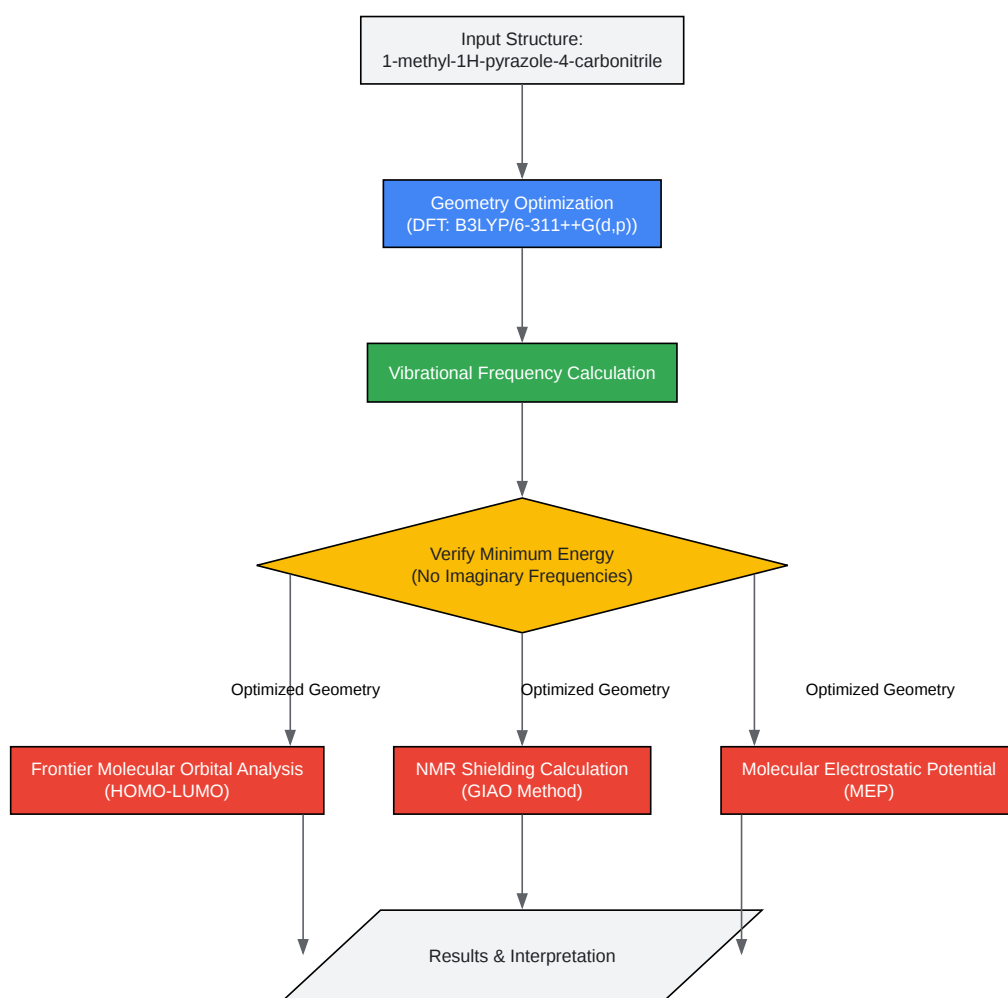 Input Structure:
1-methyl-1H-pyrazole-4-carbonitrile
Geometry Optimization
(DFT: B3LYP/6-311++G(d,p))
Vibrational Frequency Calculation
Verify Minimum Energy
(No Imaginary Frequencies)
Optimized Geometry
Optimized Geometry
Optimized Geometry
Frontier Molecular Orbital Analysis
(HOMO-LUMO)
NMR Shielding Calculation
(GIAO Method)
Molecular Electrostatic Potential
(MEP)
Results & Interpretation